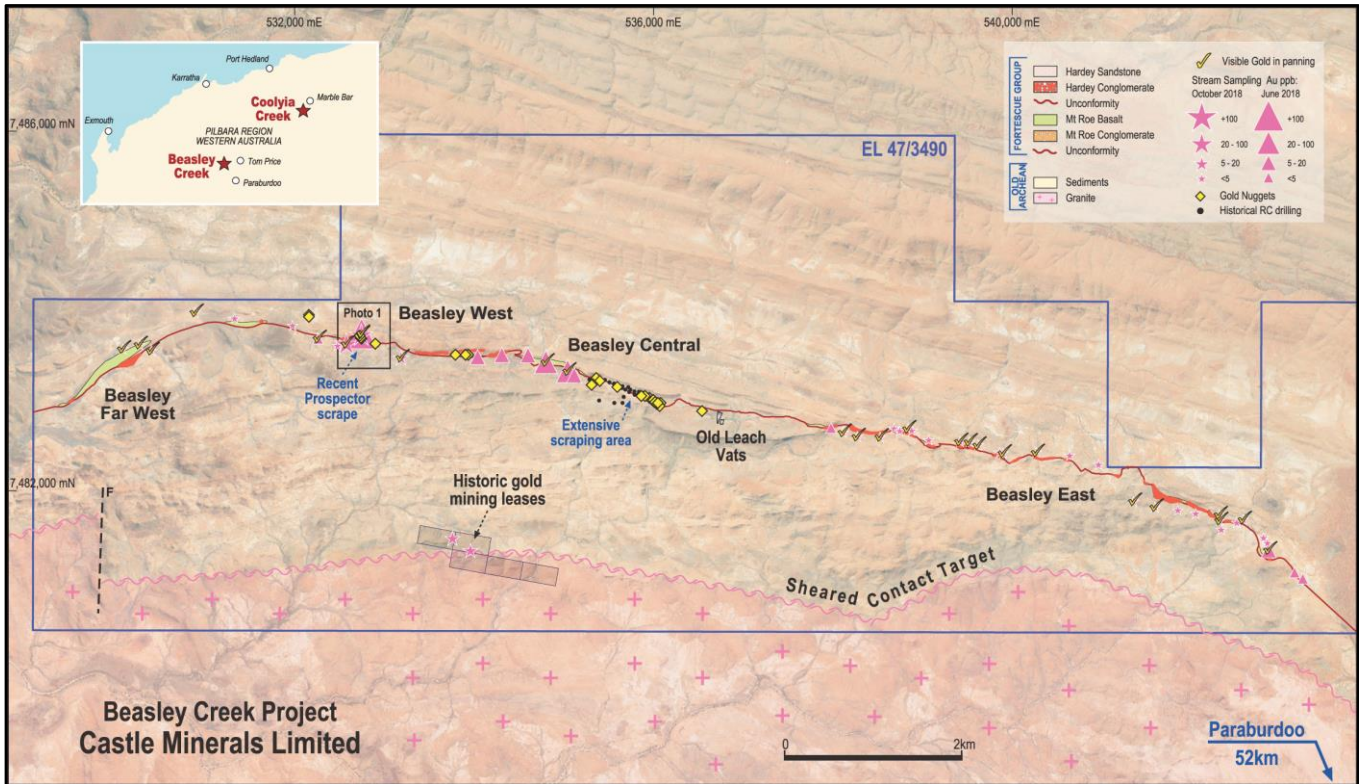 532,000 mE
536,000 mE
540,000 mE
7,486,000 mN
7,482,000 mN
Port Hedland
Karratha
Marble Bar
Coolyia
Creek
Exmouth
PILBARA REGION
WESTERN AUSTRALIA
Beasley
Creek
Tom Price
Paraburdoo
EL 47/3490
FORTESCUE GROUP
Hardey Sandstone
Hardey Conglomerate
Unconformity
Mt Roe Basalt
Mt Roe Conglomerate
Unconformity
OLD
ARCHEAN
Sediments
Granite
Visible Gold in panning
Stream Sampling Au ppb:
October 2018 June 2018
+100 +100
20 - 100 20 - 100
5 - 20 5 - 20
<5 <5
Gold Nuggets
Historical RC drilling
Photo 1
Beasley West
Beasley Central
Recent
Prospector
scrape
Beasley
Far West
Extensive
scraping area
Old Leach
Vats
Historic gold
mining leases
Beasley East
F
Sheared Contact Target
Beasley Creek Project
Castle Minerals Limited
0 2km
Paraburdoo
52km